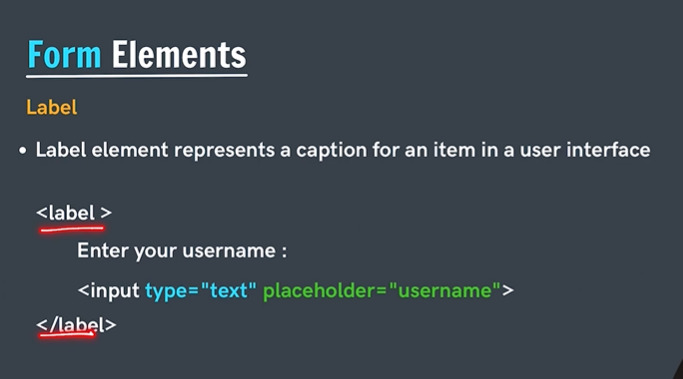 Form Elements
Label
• Label element represents a caption for an item in a user interface
<label >
Enter your username :
<input type="text" placeholder="username">
</label>